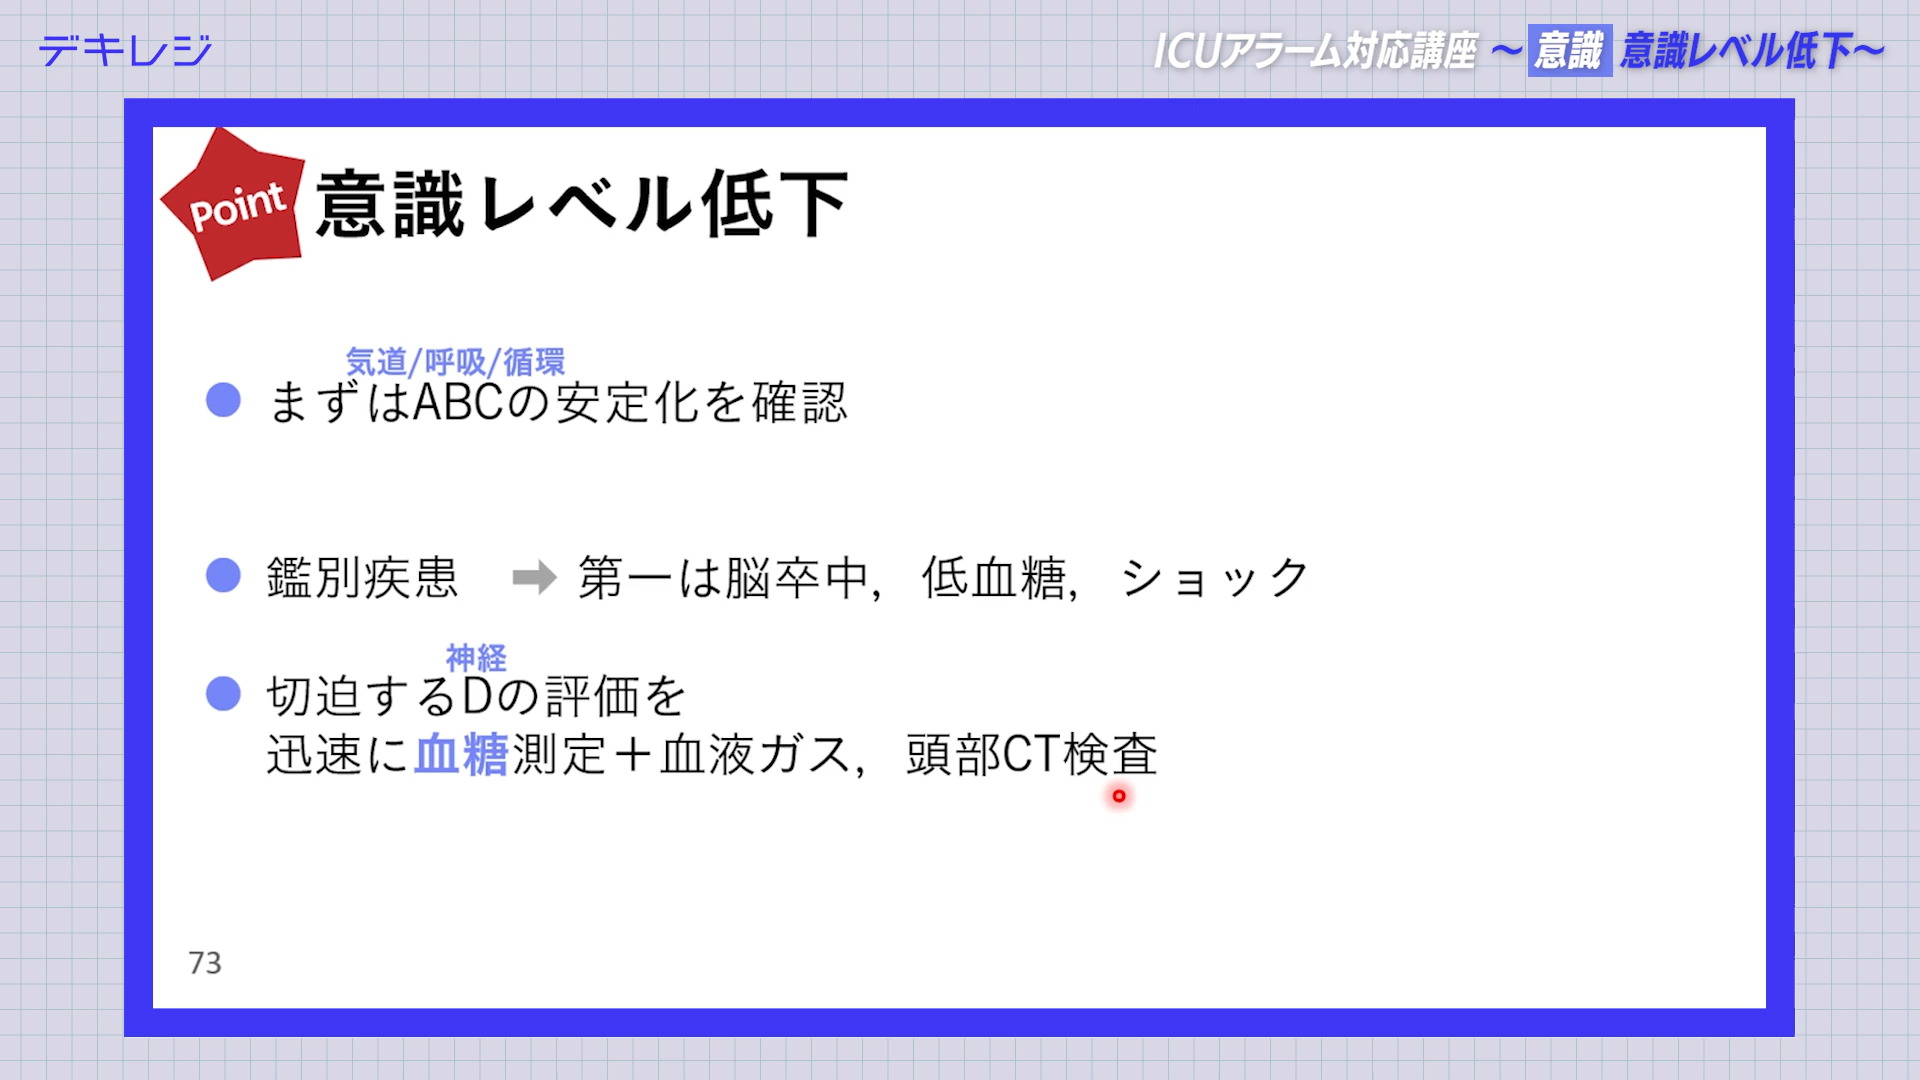 デキレジ
ICUアラーム対応講座 ～ 意識 意識レベル低下～
Point
意識レベル低下
気道/呼吸/循環
まずはABCの安定化を確認
鑑別疾患 ➡ 第一は脳卒中，低血糖，ショック
神経
切迫するDの評価を
迅速に血糖測定＋血液ガス，頭部CT検査
73